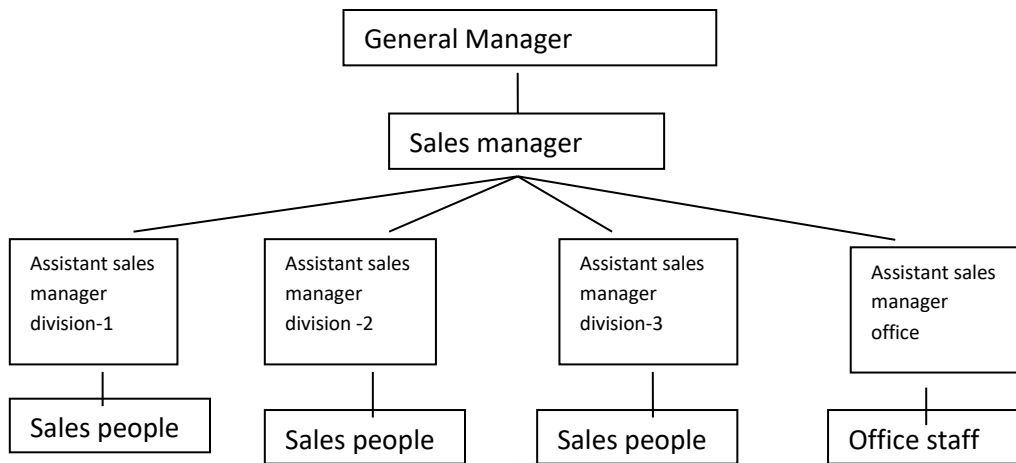 General Manager
Sales manager
Assistant sales
manager
division-1
Assistant sales
manager
division -2
Assistant sales
manager
division-3
Assistant sales
manager
office
Sales people
Sales people
Sales people
Office staff